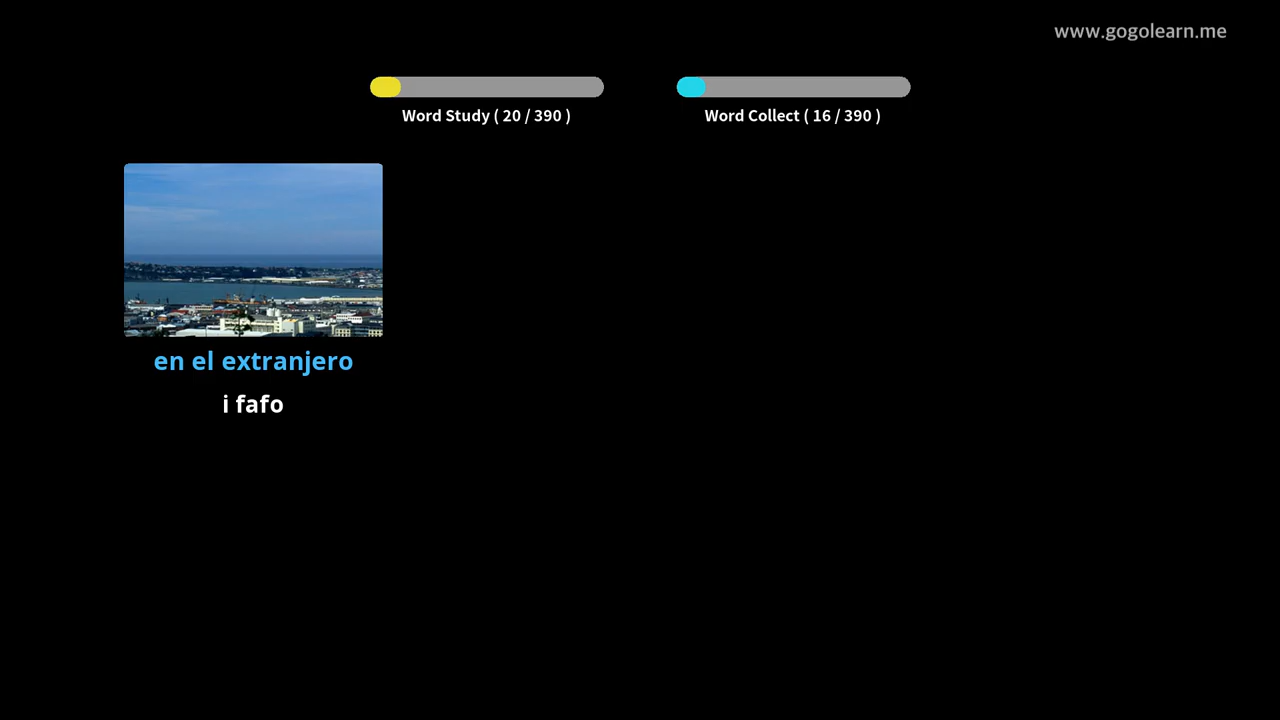 www.gogolearn.me
Word Study ( 20 / 390 )
Word Collect ( 16 / 390 )
en el extranjero
i fafo